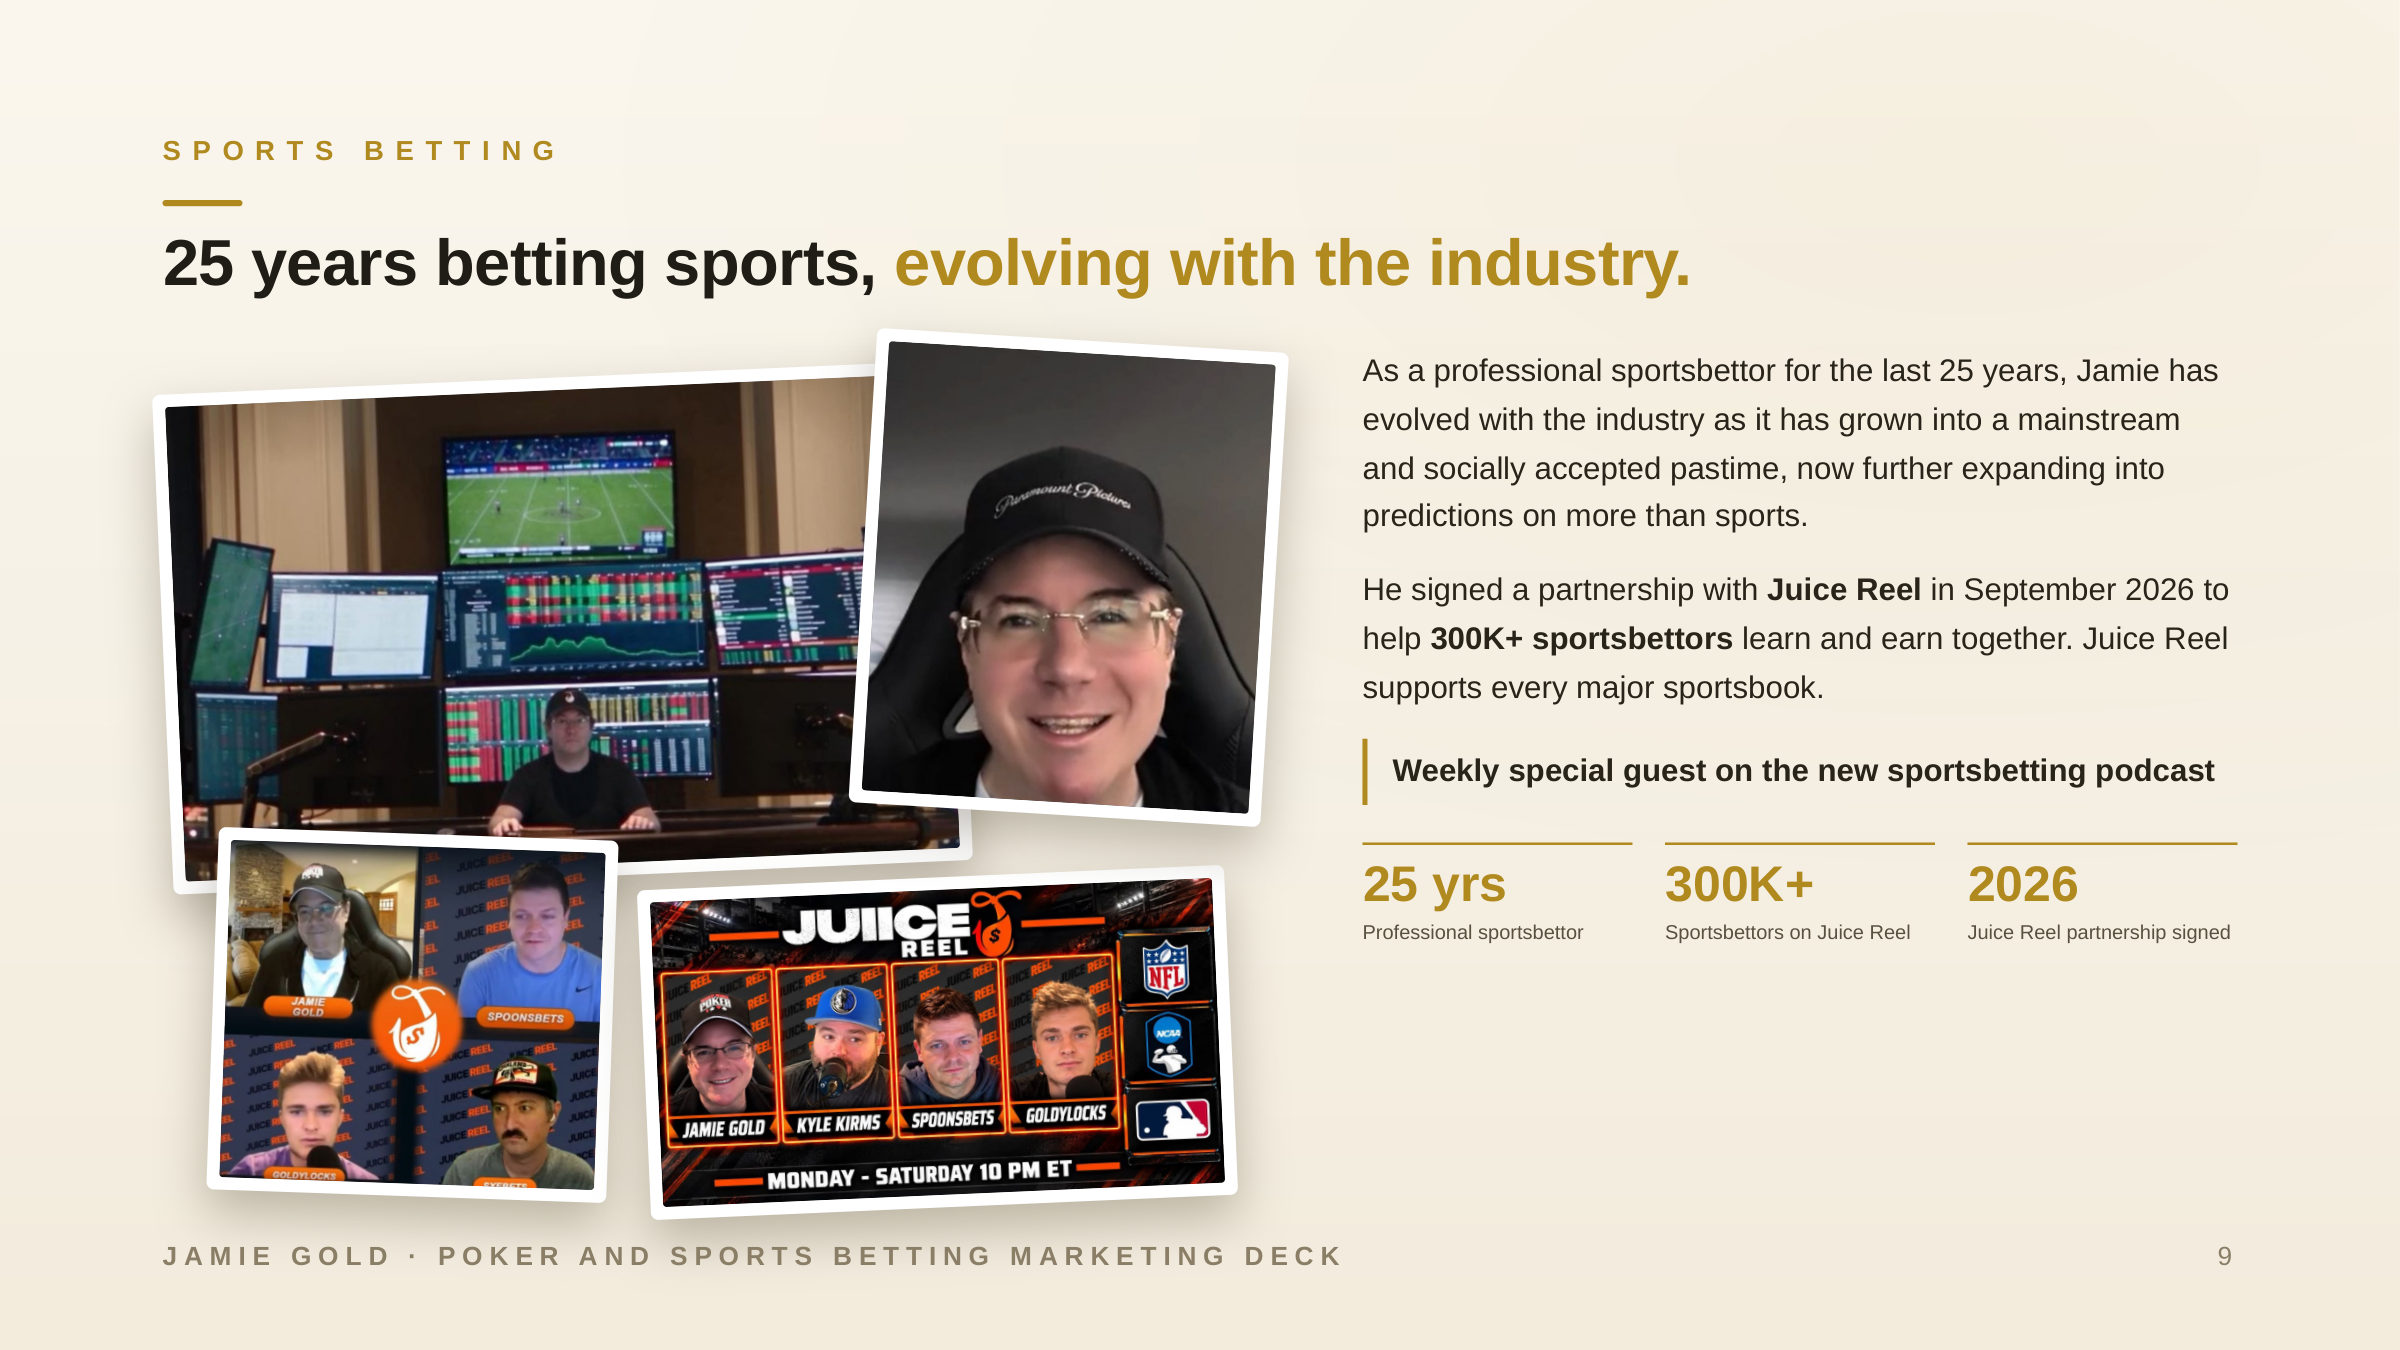 SPORTS BETTING
25 years betting sports, evolving with the industry.
As a professional sportsbettor for the last 25 years, Jamie has
evolved with the industry as it has grown into a mainstream
and socially accepted pastime, now further expanding into
predictions on more than sports.
He signed a partnership with Juice Reel in September 2026 to
help 300K+ sportsbettors learn and earn together. Juice Reel
supports every major sportsbook.
Weekly special guest on the new sportsbetting podcast
25 yrs
Professional sportsbettor
300K+
Sportsbettors on Juice Reel
2026
Juice Reel partnership signed
Paramount Pictures
JAMIE
GOLD
SPOONSBETS
GOLDYLOCKS
JUIICE
REEL
NFL
NCAA
POKER
JAMIE GOLD
KYLE KIRMS
SPOONSBETS
GOLDYLOCKS
MONDAY - SATURDAY 10 PM ET
JAMIE GOLD · POKER AND SPORTS BETTING MARKETING DECK
9